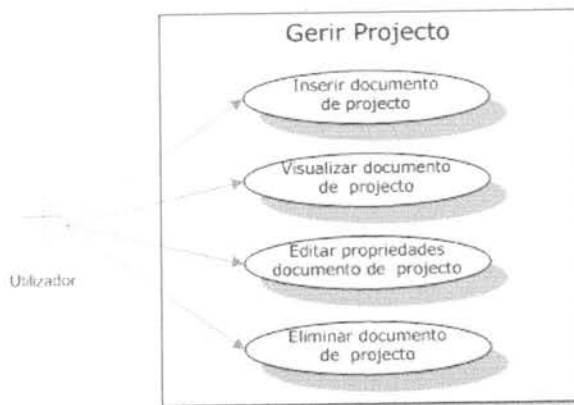 Gerir Projecto
Inserir documento
de projecto
Visualizar documento
de projecto
Editar propriedades
documento de projecto
Utilizador
Eliminar documento
de projecto